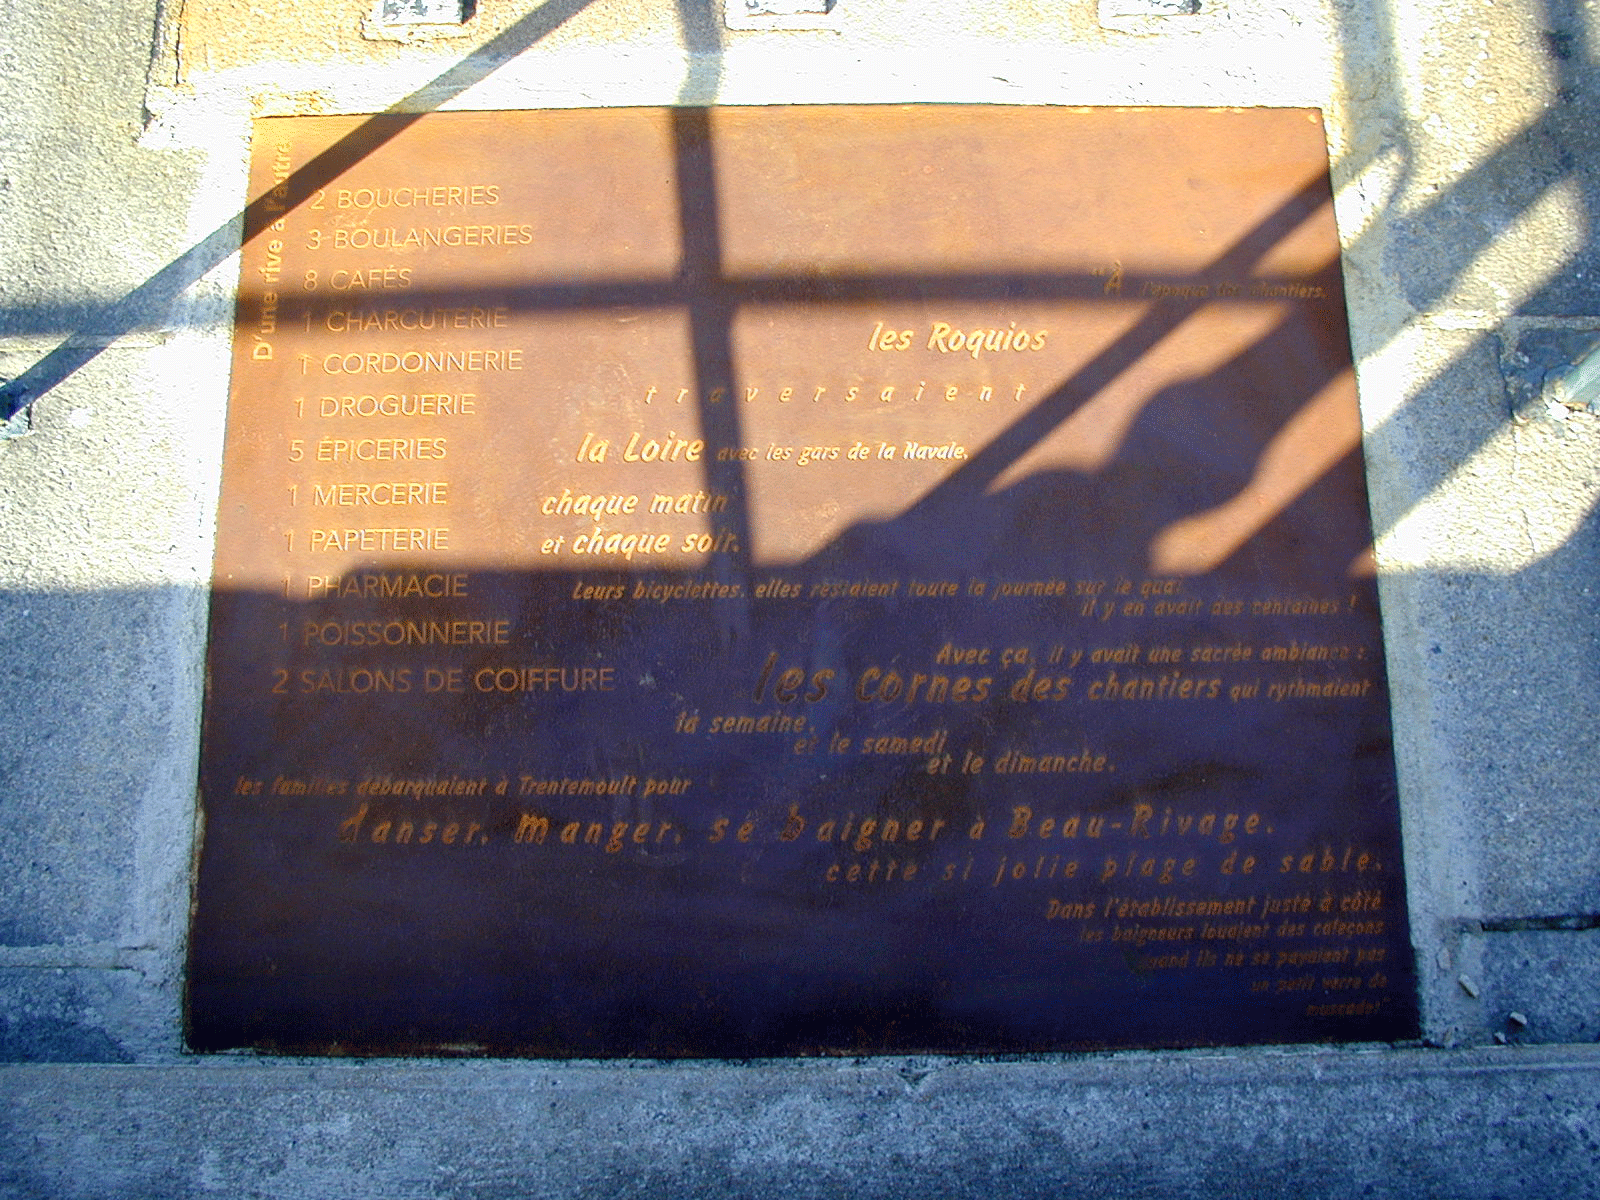 D'une rive à l'autre
2 BOUCHERIES
3 BOULANGERIES
8 CAFÉS
1 CHARCUTERIE
1 CORDONNERIE
1 DROGUERIE
5 ÉPICERIES
1 MERCERIE
1 PAPETERIE
1 PHARMACIE
1 POISSONNERIE
2 SALONS DE COIFFURE
"À l'époque des chantiers,
les Roquios
traversaient
la Loire avec les gars de la Navale,
chaque matin
et chaque soir.
Leurs bicyclettes, elles restaient toute la journée sur le quai
il y en avait des centaines !
Avec ça, il y avait une sacrée ambiance :
les cornes des chantiers qui rythmaient
la semaine,
et le samedi
et le dimanche.
les familles débarquaient à Trentemoult pour
danser, manger, se baigner à Beau-Rivage,
cette si jolie plage de sable.
Dans l'établissement juste à côté
les baigneurs louaient des caleçons
quand ils ne se payaient pas
un petit verre de
muscadet"